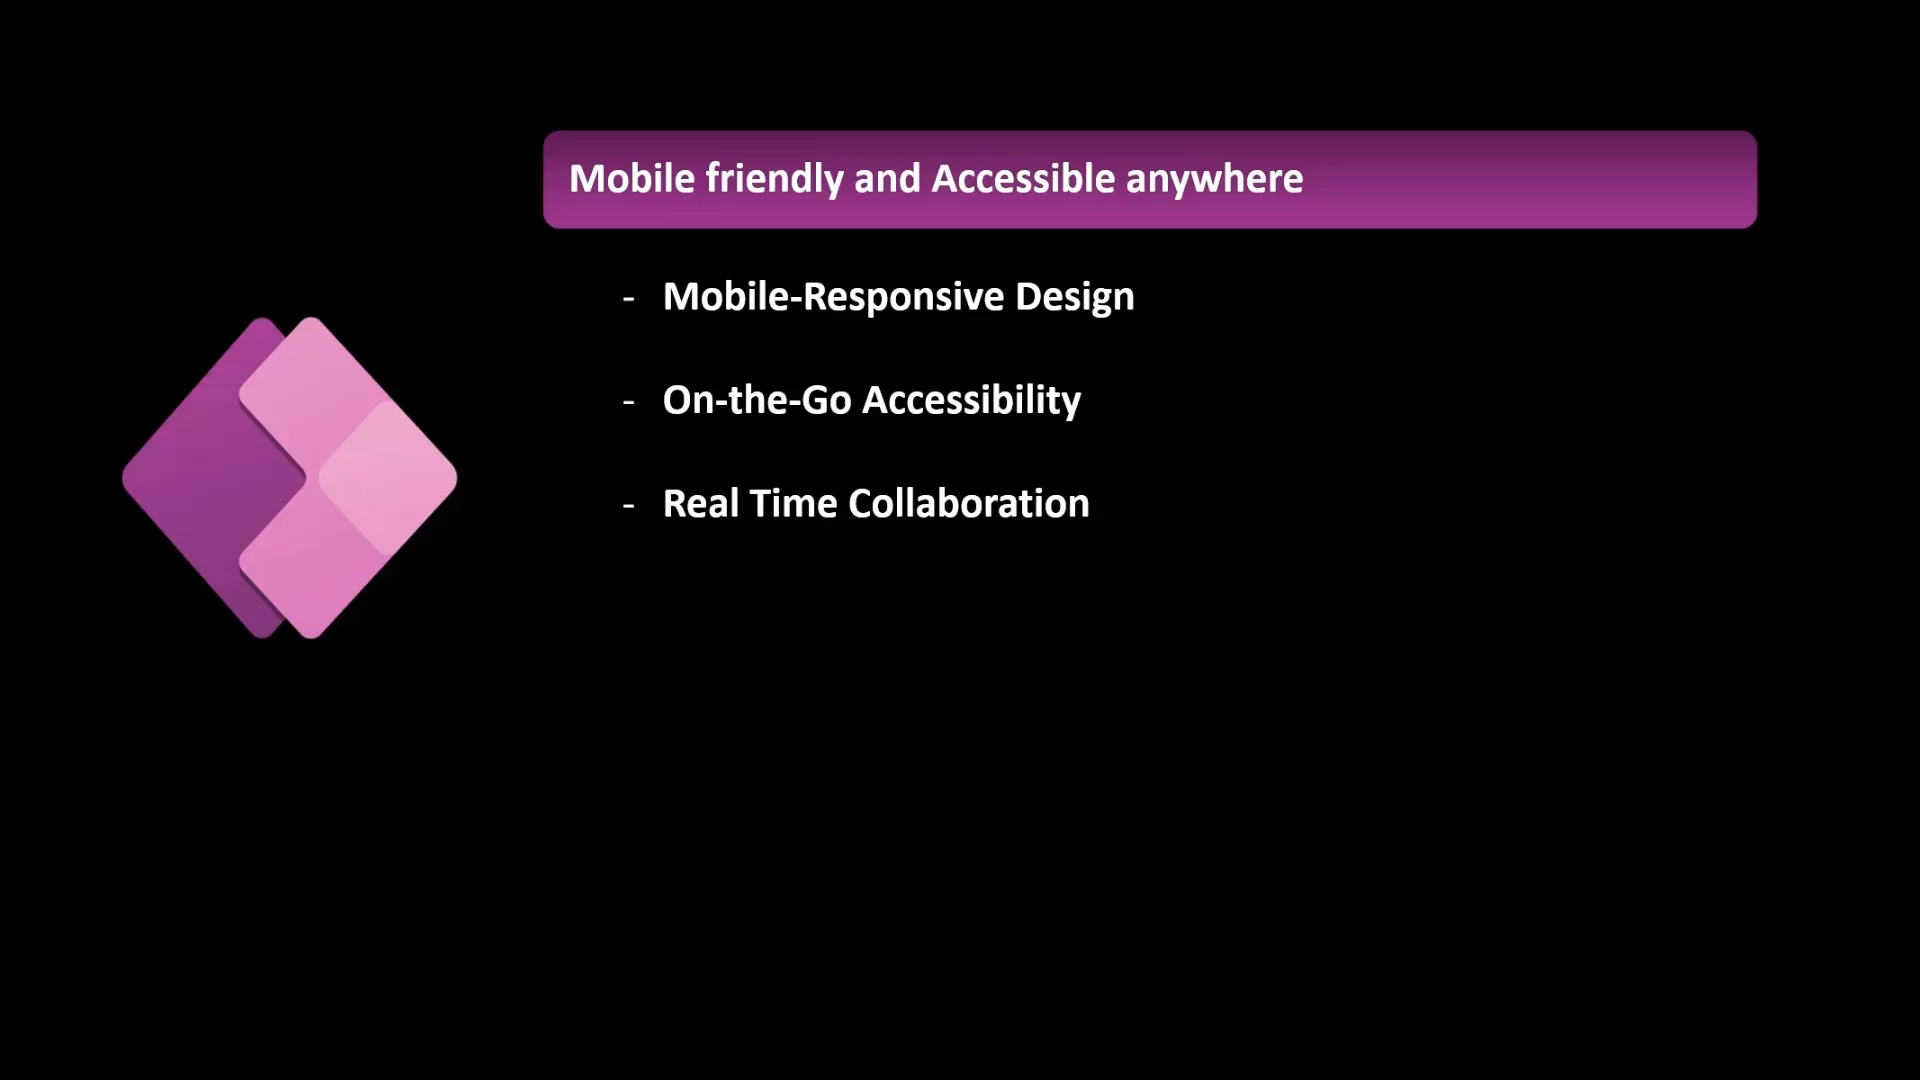 Mobile friendly and Accessible anywhere
- Mobile-Responsive Design
- On-the-Go Accessibility
- Real Time Collaboration